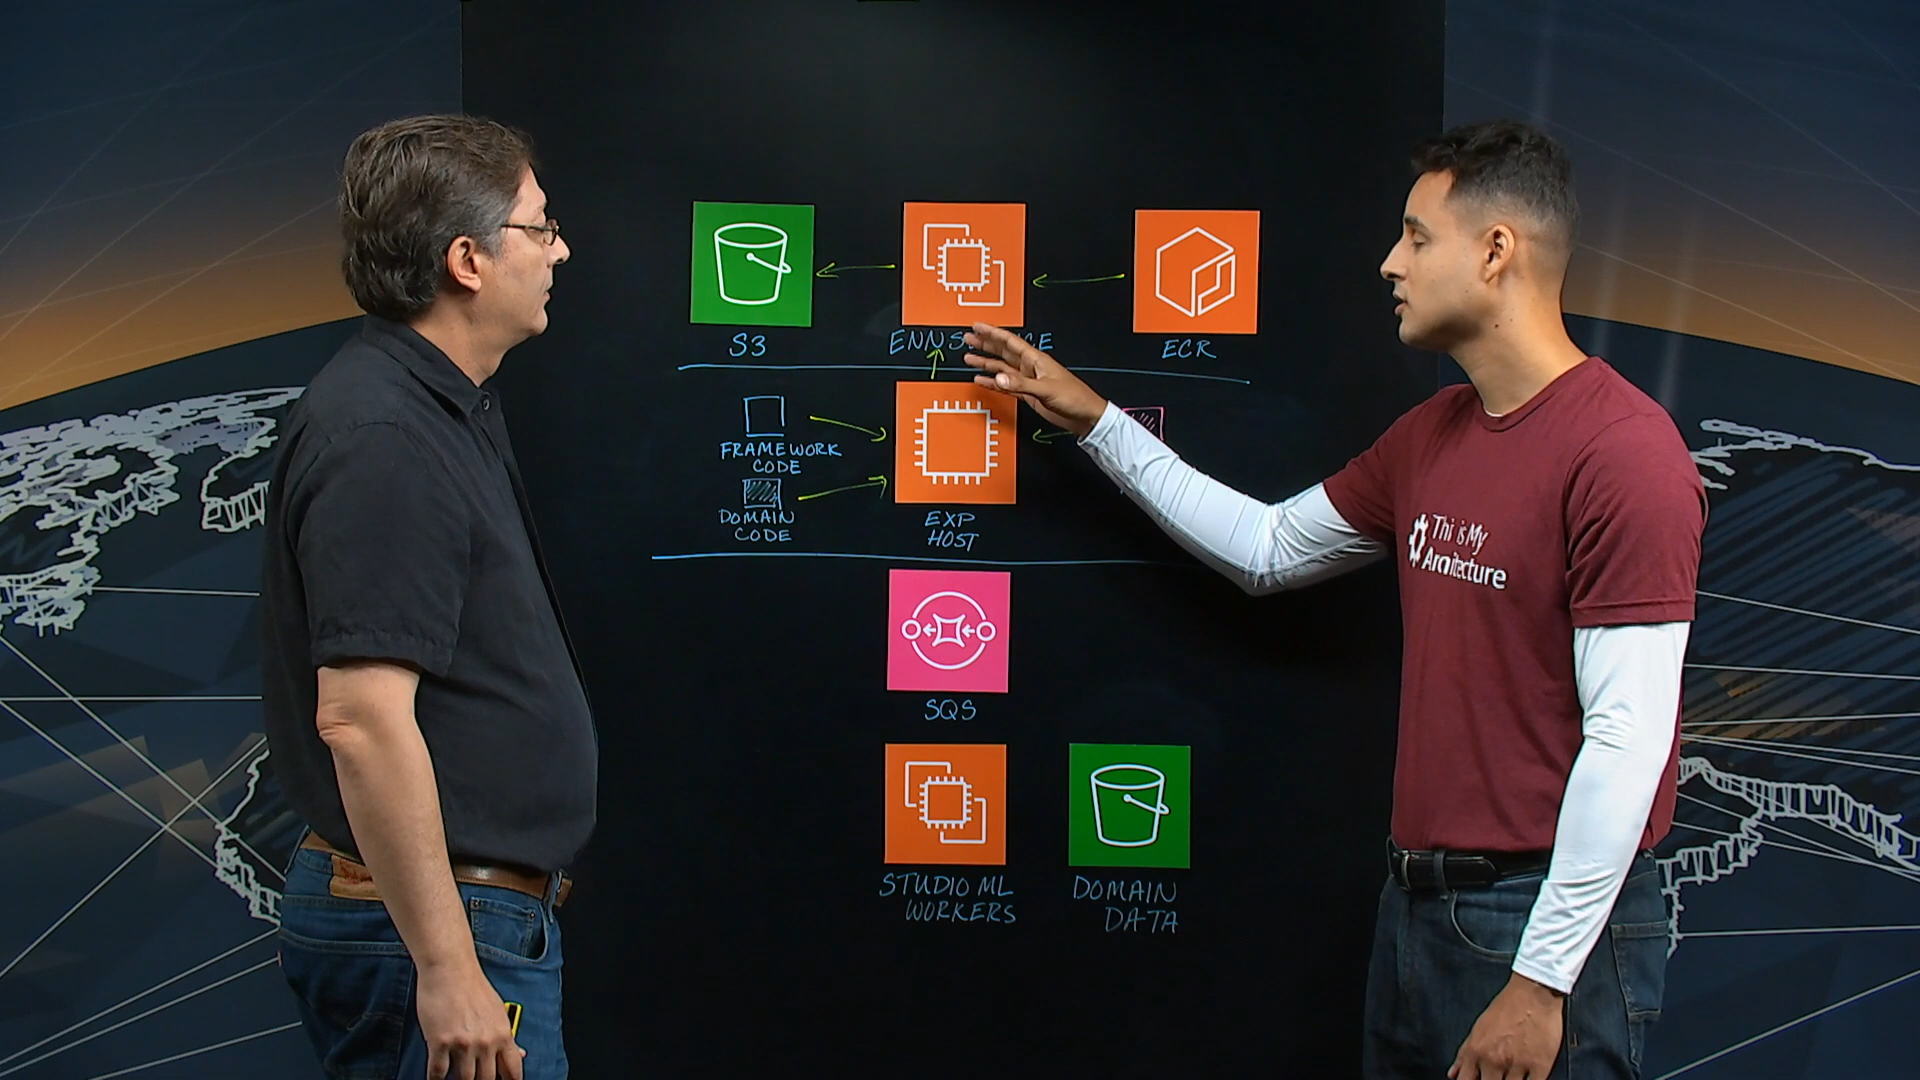 S3
ECR
FRAMEWORK
CODE
DOMAIN
CODE
EXP
HOST
SQS
STUDIO ML
WORKERS
DOMAIN
DATA
This is My
Architecture